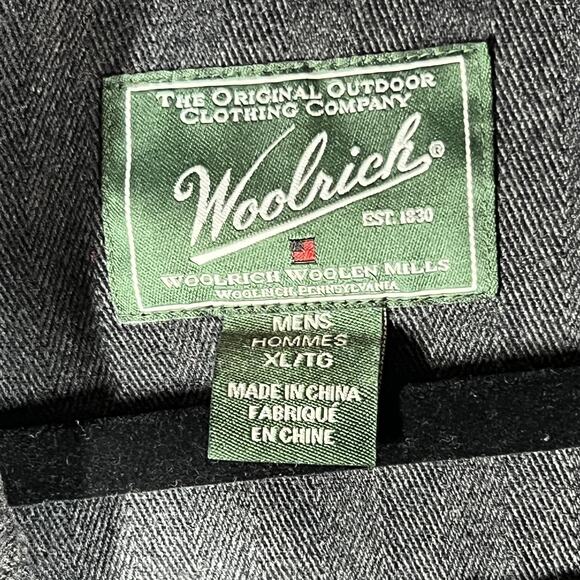 THE ORIGINAL OUTDOOR
CLOTHING COMPANY
Woolrich®
EST. 1830
WOOLRICH WOOLEN MILLS
WOOLRICH, PENNSYLVANIA
MENS
HOMMES
XL/TG
MADE IN CHINA
FABRIQUÉ
EN CHINE